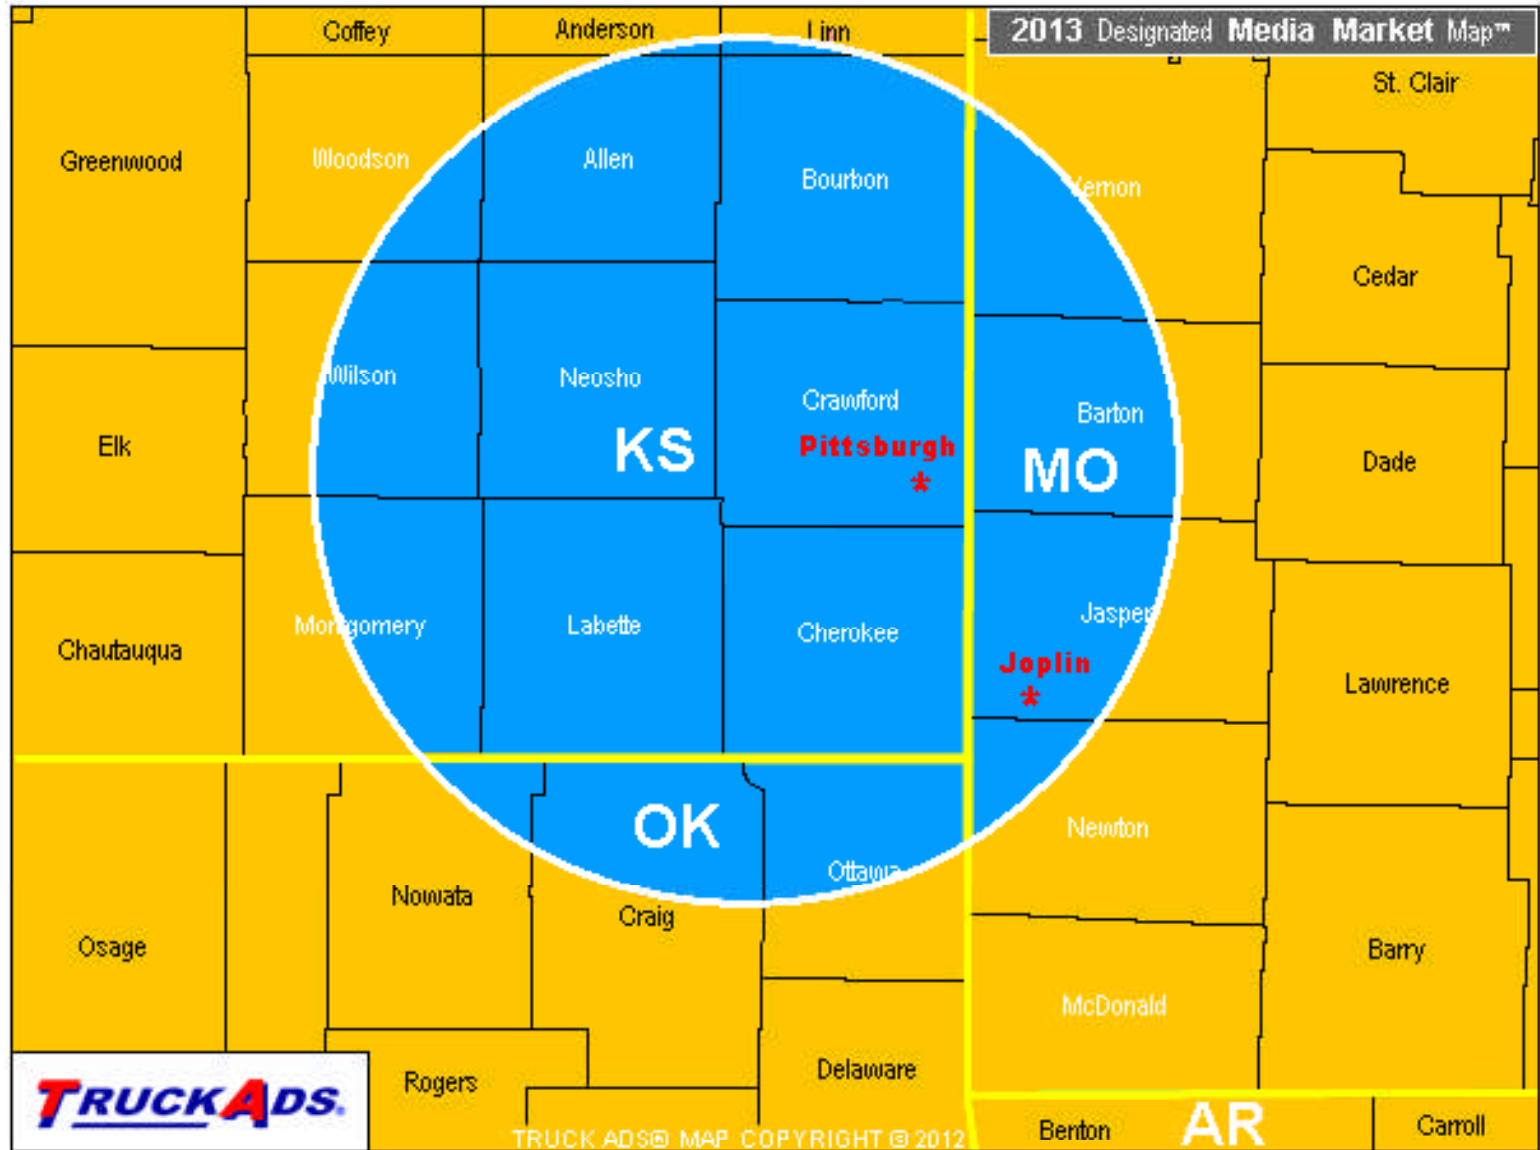 2013 Designated Media Market Map™
Coffey
Anderson
Linn
St. Clair
Greenwood
Woodson
Allen
Bourbon
Vernon
Cedar
Wilson
Neosho
Crawford
Barton
Elk
KS
Pittsburgh
*
MO
Dade
Chautauqua
Montgomery
Labette
Cherokee
Jasper
Joplin
*
Lawrence
OK
Newton
Nowata
Ottawa
Craig
Osage
Barry
McDonald
Rogers
Delaware
TRUCKADS.
TRUCK ADS® MAP COPYRIGHT © 2012
Benton
AR
Carroll